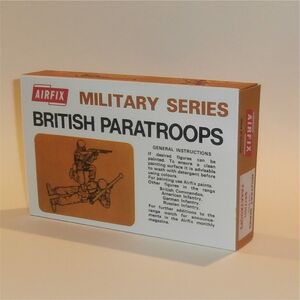 AIRFIX
MILITARY SERIES
BRITISH PARATROOPS
GENERAL INSTRUCTIONS
If desired figures can be
painted. To ensure a clean
painting surface it is advisable
to wash with detergent before
using colours.
For painting use Airfix paints.
Other figures in the range
British Commandos,
American Infantry,
German Infantry,
Russian Infantry.
For further additions to the
range watch for announce-
ments in the Airfix monthly
magazine.